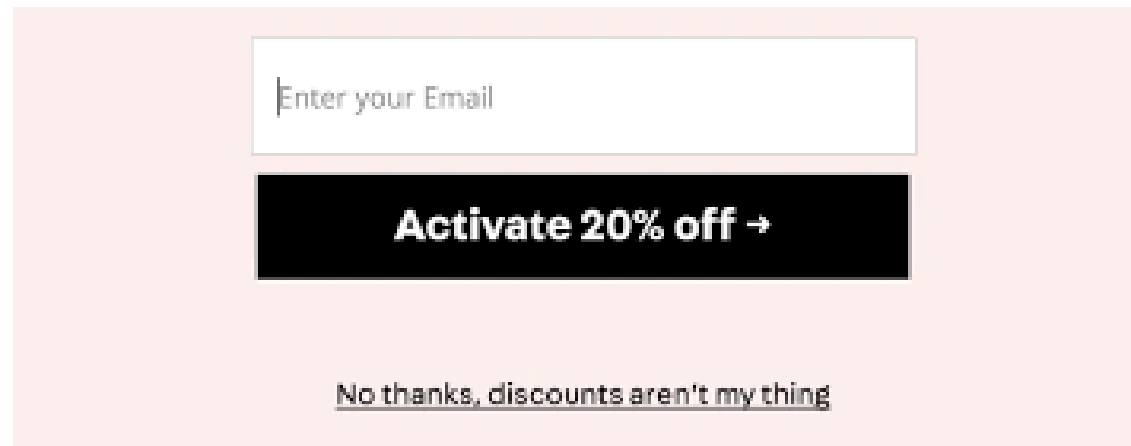 Enter your Email
Activate 20% off →
No thanks, discounts aren't my thing